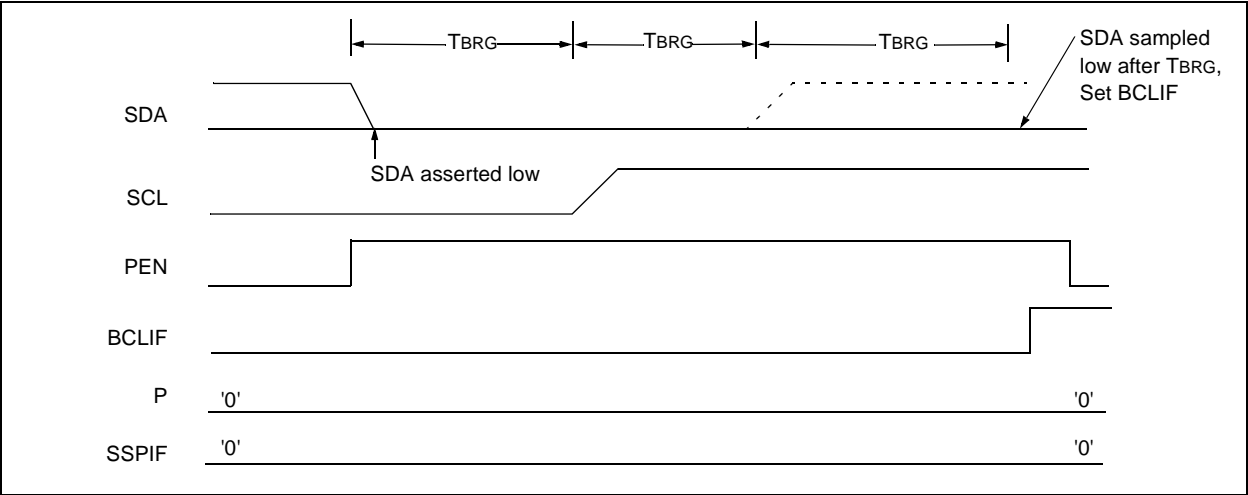 TBRG
TBRG
TBRG
SDA sampled
low after TBRG,
Set BCLIF
SDA
SDA asserted low
SCL
PEN
BCLIF
P
'0'
'0'
SSPIF
'0'
'0'